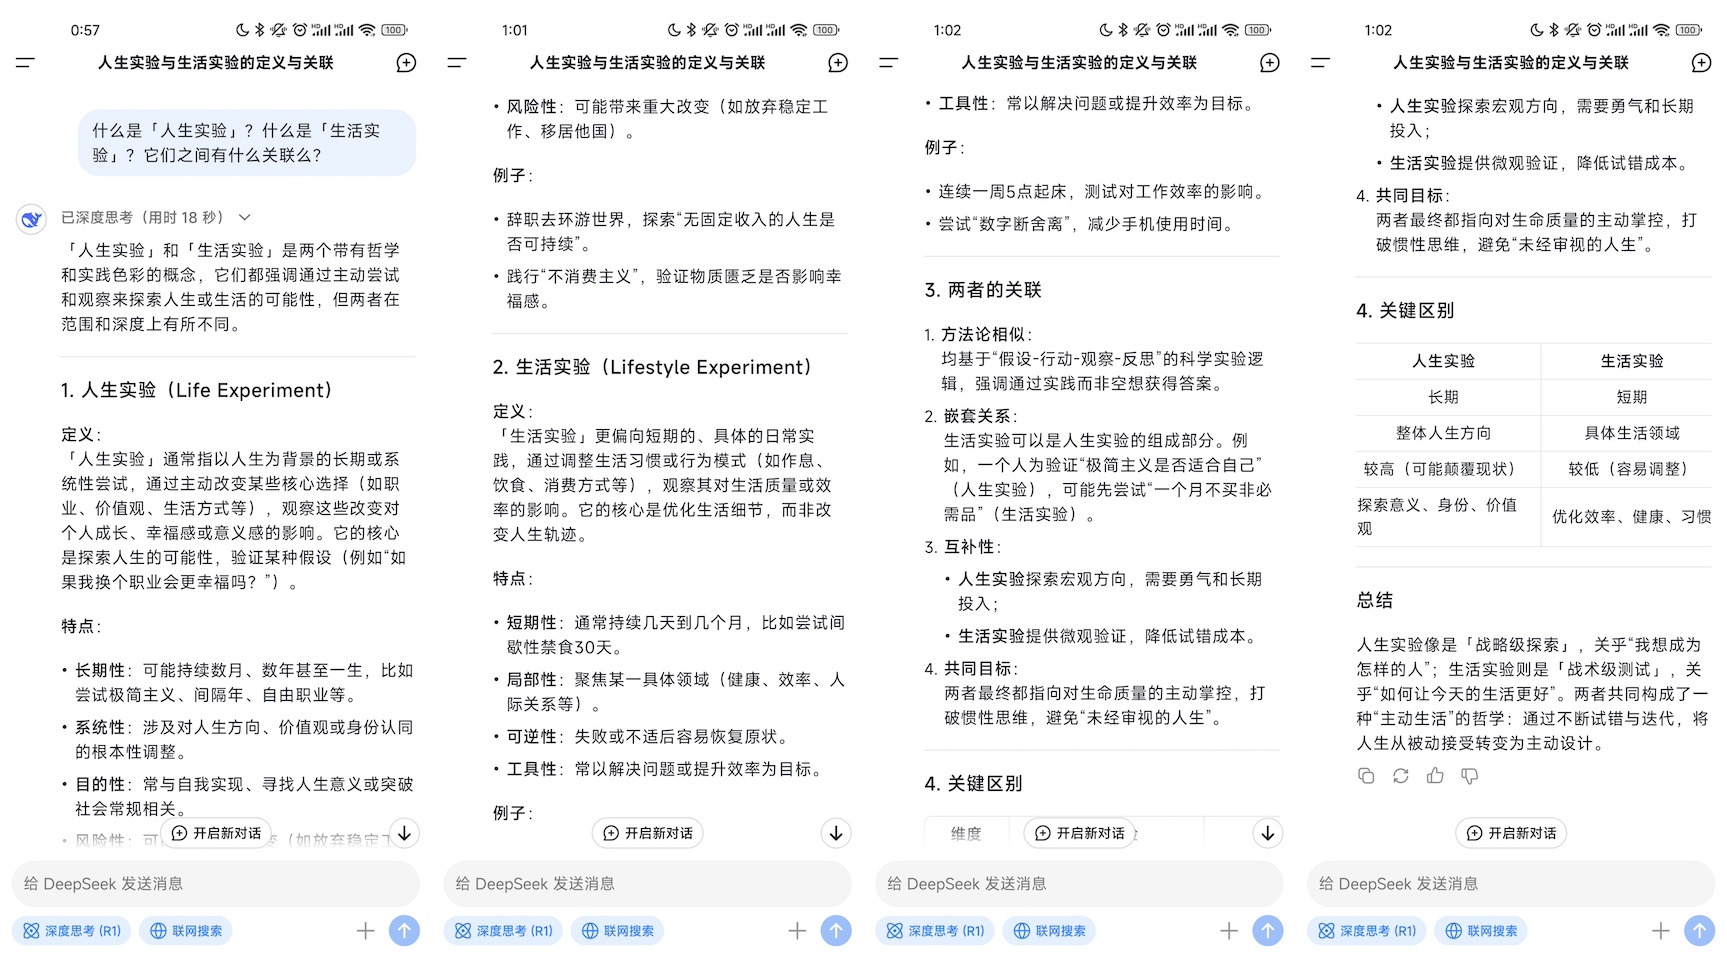 0:57
HD HD 100
人生实验与生活实验的定义与关联
什么是「人生实验」？什么是「生活实
验」？它们之间有什么关联么？
已深度思考（用时 18 秒）
「人生实验」和「生活实验」是两个带有哲学
和实践色彩的概念，它们都强调通过主动尝试
和观察来探索人生或生活的可能性，但两者在
范围和深度上有所不同。
1. 人生实验（Life Experiment）
定义：
「人生实验」通常指以人生为背景的长期或系
统性尝试，通过主动改变某些核心选择（如职
业、价值观、生活方式等），观察这些改变对
个人成长、幸福感或意义感的影响。它的核心
是探索人生的可能性，验证某种假设（例如“如
果我换个职业会更幸福吗？”）。
特点：
• 长期性：可能持续数月、数年甚至一生，比如
尝试极简主义、间隔年、自由职业等。
• 系统性：涉及对人生方向、价值观或身份认同
的根本性调整。
• 目的性：常与自我实现、寻找人生意义或突破
社会常规相关。
• 风险性：可 变（如放弃稳定工
开启新对话
给 DeepSeek 发送消息
深度思考 (R1) 联网搜索
1:01
HD HD 100
人生实验与生活实验的定义与关联
• 风险性：可能带来重大改变（如放弃稳定工
作、移居他国）。
例子：
• 辞职去环游世界，探索“无固定收入的人生是
否可持续”。
• 践行“不消费主义”，验证物质匮乏是否影响幸
福感。
2. 生活实验（Lifestyle Experiment）
定义：
「生活实验」更偏向短期的、具体的日常实
践，通过调整生活习惯或行为模式（如作息、
饮食、消费方式等），观察其对生活质量或效
率的影响。它的核心是优化生活细节，而非改
变人生轨迹。
特点：
• 短期性：通常持续几天到几个月，比如尝试间
歇性禁食30天。
• 局部性：聚焦某一具体领域（健康、效率、人
际关系等）。
• 可逆性：失败或不适后容易恢复原状。
• 工具性：常以解决问题或提升效率为目标。
例子：
开启新对话
给 DeepSeek 发送消息
深度思考 (R1) 联网搜索
1:02
HD HD 100
人生实验与生活实验的定义与关联
• 工具性：常以解决问题或提升效率为目标。
例子：
• 连续一周5点起床，测试对工作效率的影响。
• 尝试“数字断舍离”，减少手机使用时间。
3. 两者的关联
1. 方法论相似：
均基于“假设-行动-观察-反思”的科学实验逻
辑，强调通过实践而非空想获得答案。
2. 嵌套关系：
生活实验可以是人生实验的组成部分。例
如，一个人为验证“极简主义是否适合自己”
（人生实验），可能先尝试“一个月不买非必
需品”（生活实验）。
3. 互补性：
• 人生实验探索宏观方向，需要勇气和长期
投入；
• 生活实验提供微观验证，降低试错成本。
4. 共同目标：
两者最终都指向对生命质量的主动掌控，打
破惯性思维，避免“未经审视的人生”。
4. 关键区别
维度
开启新对话
给 DeepSeek 发送消息
深度思考 (R1) 联网搜索
1:02
HD HD 100
人生实验与生活实验的定义与关联
• 人生实验探索宏观方向，需要勇气和长期
投入；
• 生活实验提供微观验证，降低试错成本。
4. 共同目标：
两者最终都指向对生命质量的主动掌控，打
破惯性思维，避免“未经审视的人生”。
4. 关键区别
人生实验 生活实验
长期 短期
整体人生方向 具体生活领域
较高（可能颠覆现状） 较低（容易调整）
探索意义、身份、价值
观 优化效率、健康、习惯
总结
人生实验像是「战略级探索」，关乎“我想成为
怎样的人”；生活实验则是「战术级测试」，关
乎“如何让今天的生活更好”。两者共同构成了一
种“主动生活”的哲学：通过不断试错与迭代，将
人生从被动接受转变为主动设计。
开启新对话
给 DeepSeek 发送消息
深度思考 (R1) 联网搜索